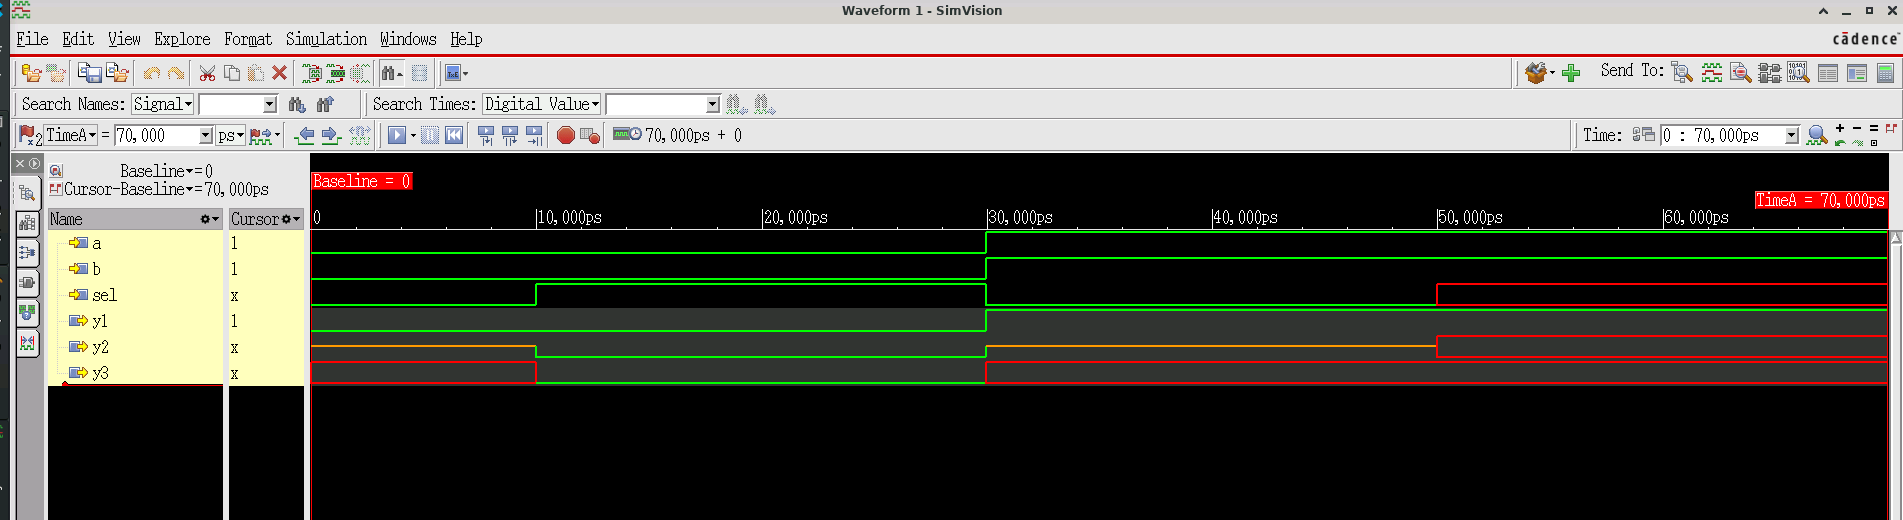 Waveform 1 - SimVision
File Edit View Explore Format Simulation Windows Help
cādence
Send To:
Search Names: Signal
Search Times: Digital Value
2 TimeA = 70,000 ps
70,000ps + 0
Time: 0 : 70,000ps
Baseline=0
Cursor-Baseline=70,000ps
Baseline = 0
TimeA = 70,000ps
Name Cursor
0 10,000ps 20,000ps 30,000ps 40,000ps 50,000ps 60,000ps
a 1
b 1
sel x
y1 1
y2 x
y3 x